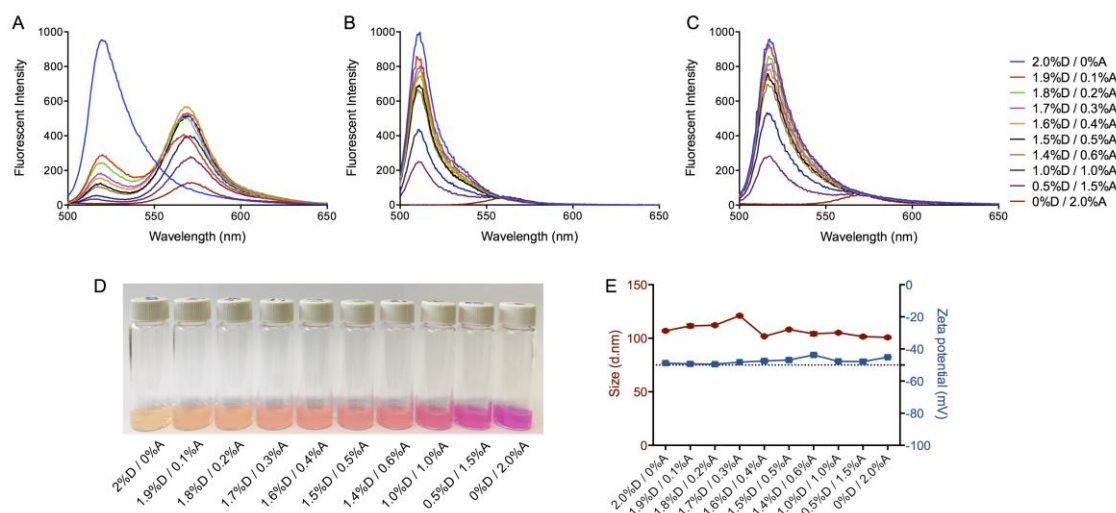 A
Fluorescent Intensity
1000
800
600
400
200
0
500
550
600
650
Wavelength (nm)
B
Fluorescent Intensity
1000
800
600
400
200
0
500
550
600
650
Wavelength (nm)
C
Fluorescent Intensity
1000
800
600
400
200
0
500
550
600
650
Wavelength (nm)
2.0%D / 0%A
1.9%D / 0.1%A
1.8%D / 0.2%A
1.7%D / 0.3%A
1.6%D / 0.4%A
1.5%D / 0.5%A
1.4%D / 0.6%A
1.0%D / 1.0%A
0.5%D / 1.5%A
0%D / 2.0%A
D
2%D / 0%A
1.9%D / 0.1%A
1.8%D / 0.2%A
1.7%D / 0.3%A
1.6%D / 0.4%A
1.5%D / 0.5%A
1.4%D / 0.6%A
1.0%D / 1.0%A
0.5%D / 1.5%A
0%D / 2.0%A
E
Size (d.nm)
150
100
50
0
0
-20
-40
-60
-80
-100
Zeta potential (mV)
2.0%D / 0%A
1.9%D / 0.1%A
1.8%D / 0.2%A
1.7%D / 0.3%A
1.6%D / 0.4%A
1.5%D / 0.5%A
1.4%D / 0.6%A
1.0%D / 1.0%A
0.5%D / 1.5%A
0%D / 2.0%A